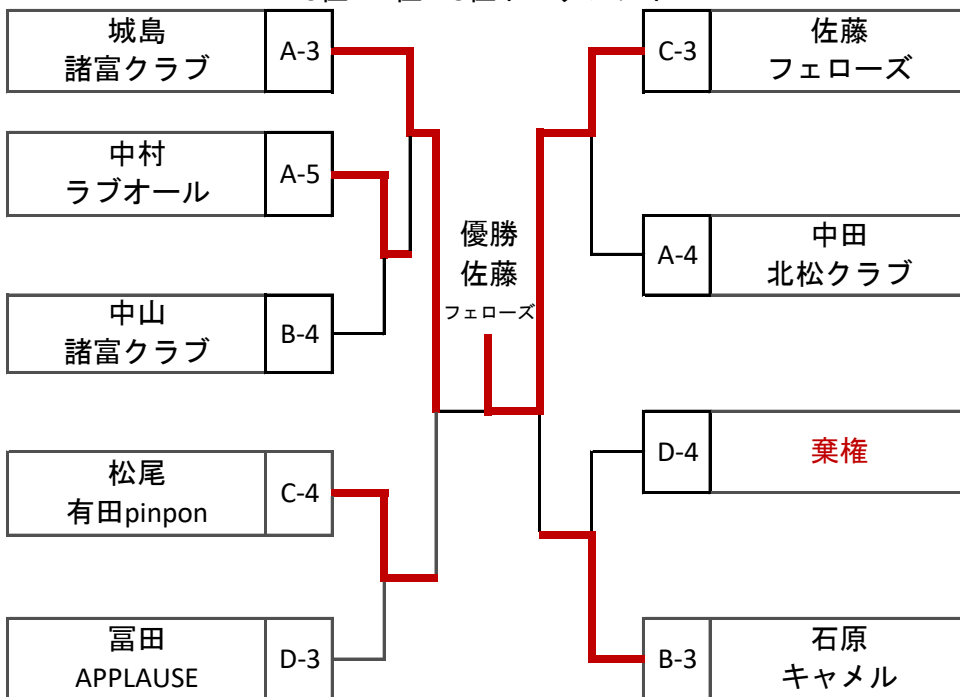 城島
諸富クラブ
A-3
中村
ラブオール
A-5
中山
諸富クラブ
B-4
松尾
有田pinpon
C-4
冨田
APPLAUSE
D-3
優勝
佐藤
フェローズ
C-3
佐藤
フェローズ
A-4
中田
北松クラブ
D-4
棄権
B-3
石原
キャメル